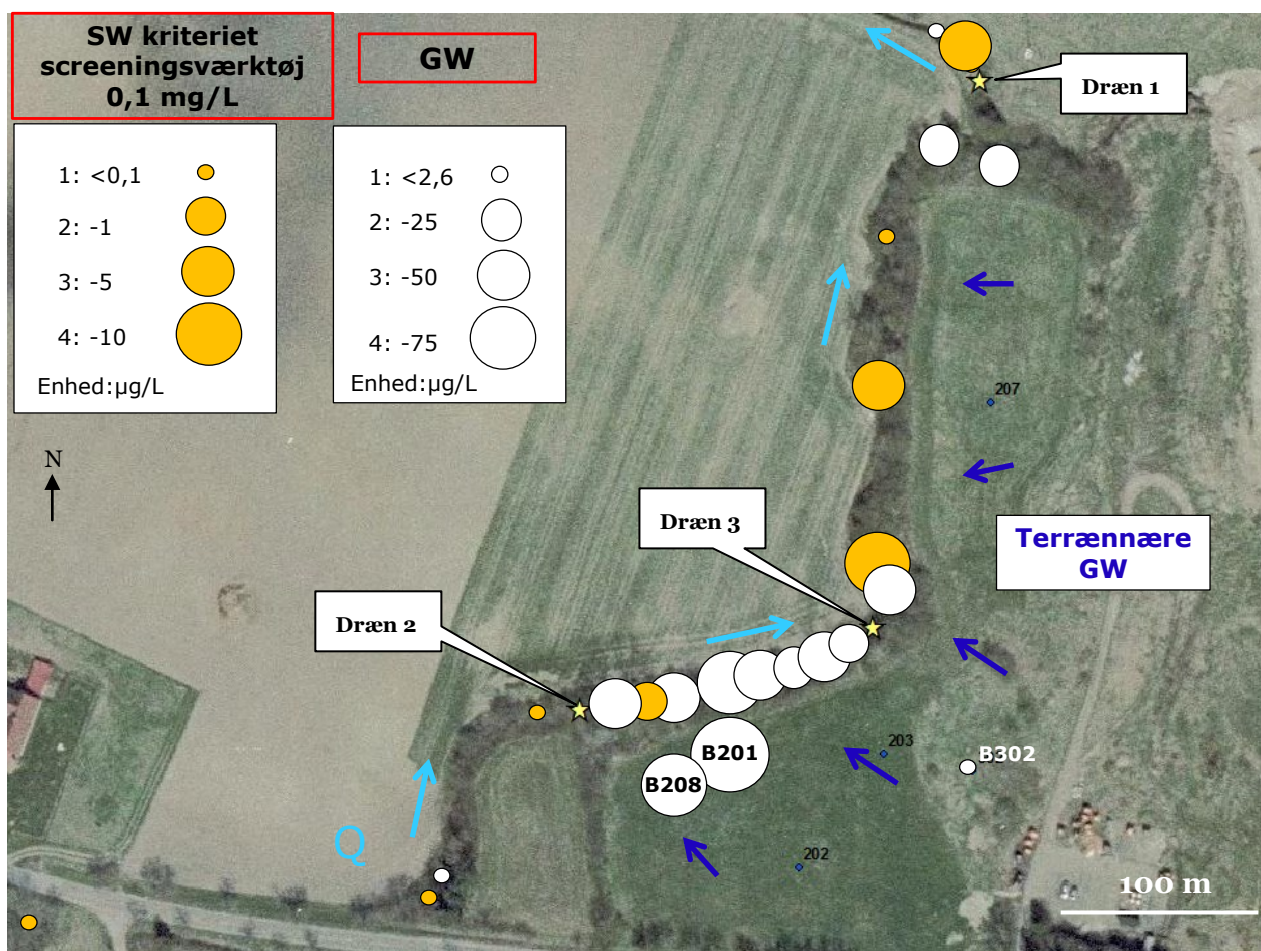 SW kriteriet
screeningsværktøj
0,1 mg/L
GW
1: <0,1
2: -1
3: -5
4: -10
Enhed:µg/L
1: <2,6
2: -25
3: -50
4: -75
Enhed:µg/L
Dræn 1
207
N
Dræn 3
Terrænnære
GW
Dræn 2
203
B201
B302
B208
Q
202
100 m